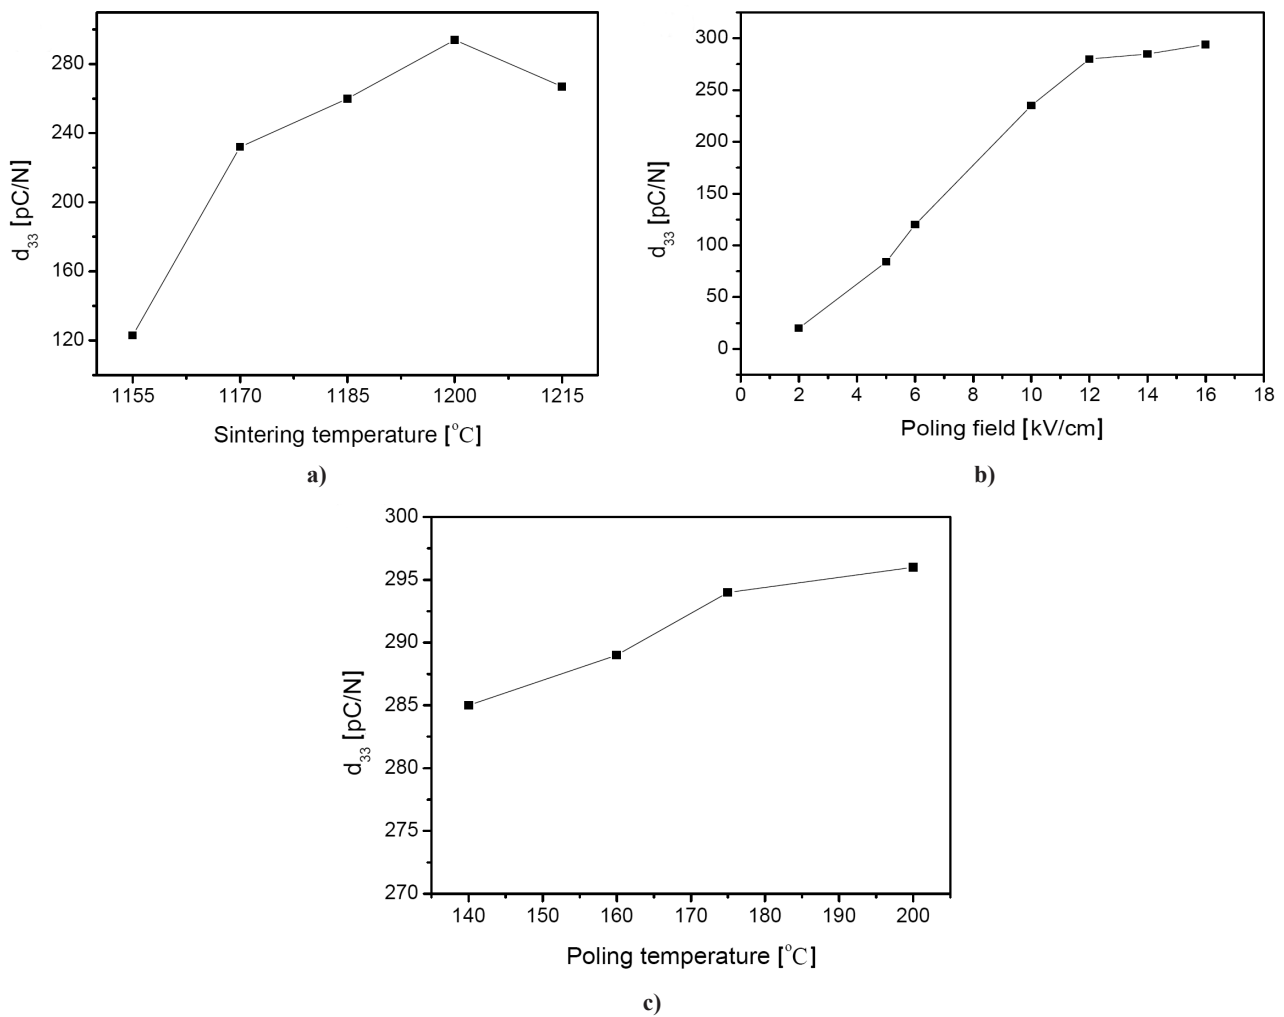 280
240
200
160
120
d33 [pC/N]
1155 1170 1185 1200 1215
Sintering temperature [°C]
a)
300
250
200
150
100
50
0
d33 [pC/N]
0 2 4 6 8 10 12 14 16 18
Poling field [kV/cm]
b)
300
295
290
285
280
275
270
d33 [pC/N]
140 150 160 170 180 190 200
Poling temperature [°C]
c)